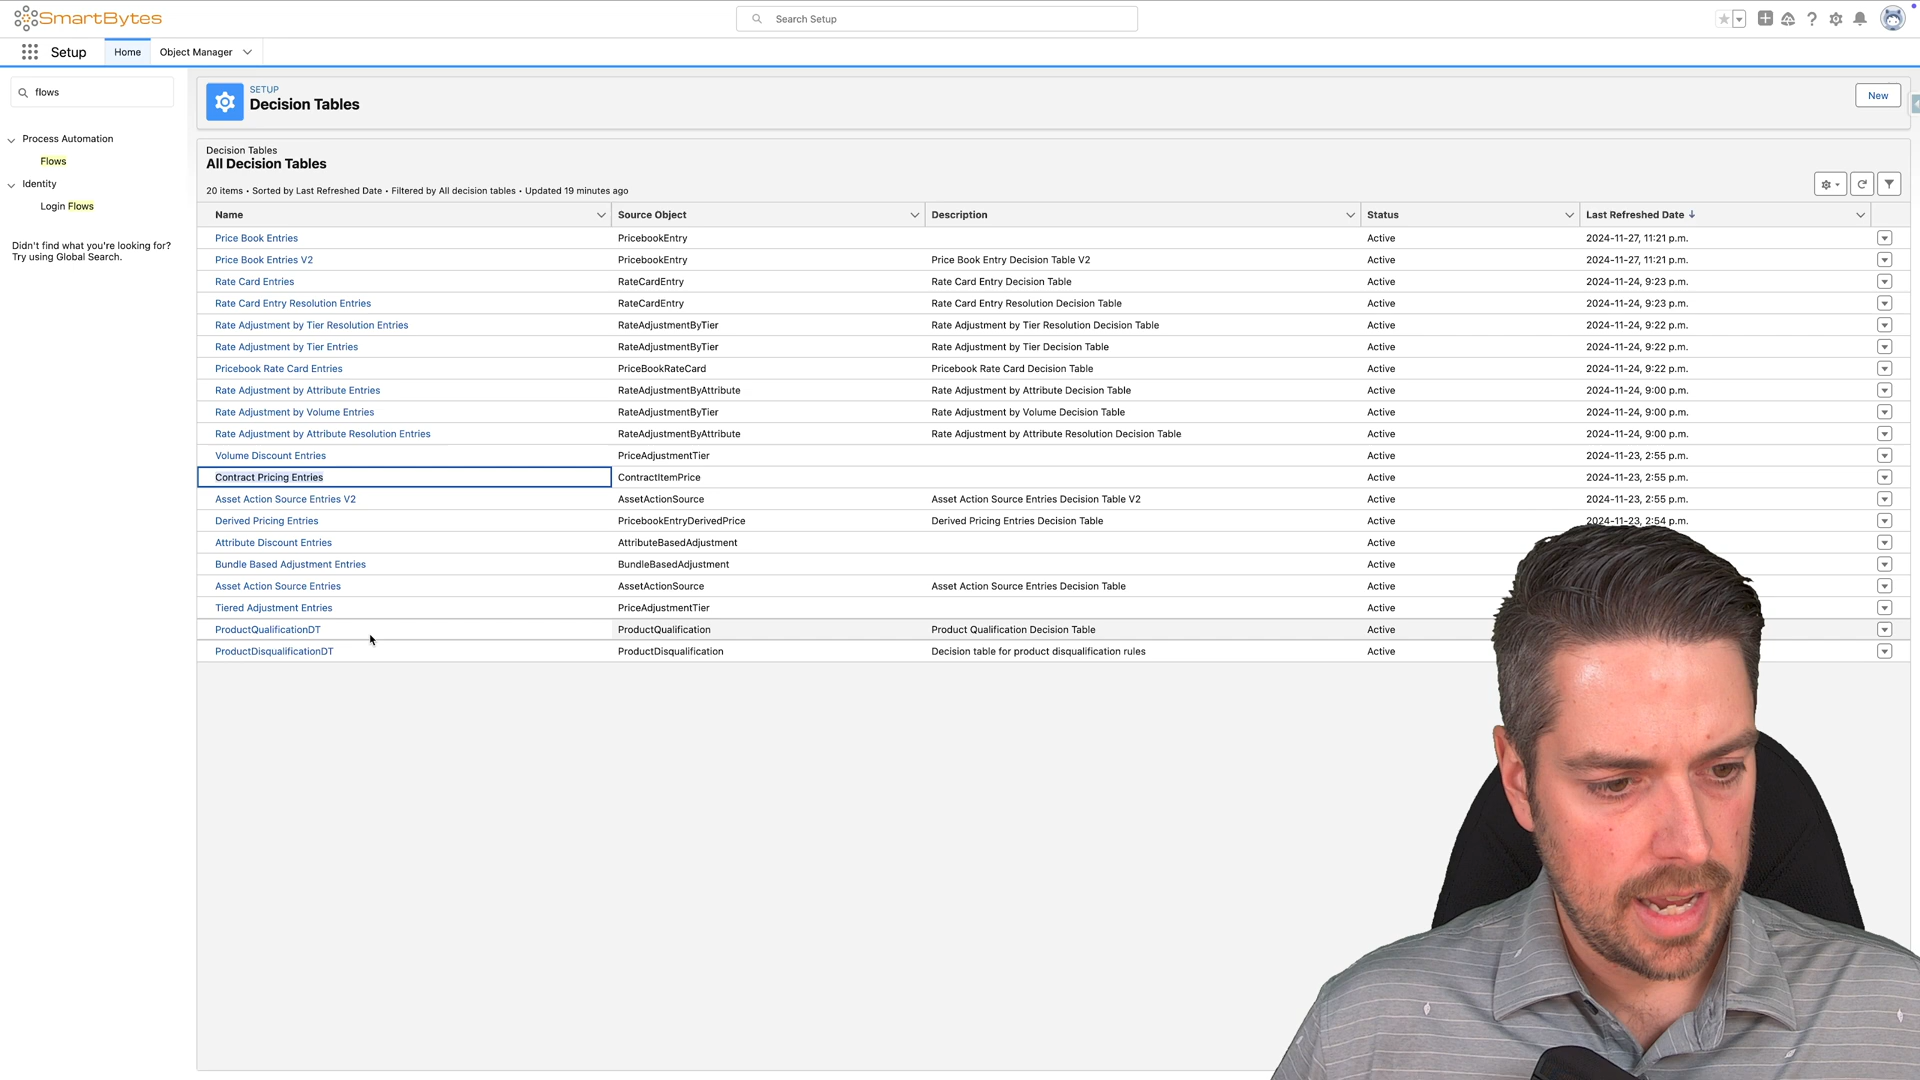 SmartBytes
Search Setup
Setup
Home
Object Manager
flows
Process Automation
Flows
Identity
Login Flows
Didn't find what you're looking for?
Try using Global Search.
SETUP
Decision Tables
New
Decision Tables
All Decision Tables
20 items • Sorted by Last Refreshed Date • Filtered by All decision tables • Updated 19 minutes ago
Name Source Object Description Status Last Refreshed Date
Price Book Entries PricebookEntry Active 2024-11-27, 11:21 p.m.
Price Book Entries V2 PricebookEntry Price Book Entry Decision Table V2 Active 2024-11-27, 11:21 p.m.
Rate Card Entries RateCardEntry Rate Card Entry Decision Table Active 2024-11-24, 9:23 p.m.
Rate Card Entry Resolution Entries RateCardEntry Rate Card Entry Resolution Decision Table Active 2024-11-24, 9:23 p.m.
Rate Adjustment by Tier Resolution Entries RateAdjustmentByTier Rate Adjustment by Tier Resolution Decision Table Active 2024-11-24, 9:22 p.m.
Rate Adjustment by Tier Entries RateAdjustmentByTier Rate Adjustment by Tier Decision Table Active 2024-11-24, 9:22 p.m.
Pricebook Rate Card Entries PriceBookRateCard Pricebook Rate Card Decision Table Active 2024-11-24, 9:22 p.m.
Rate Adjustment by Attribute Entries RateAdjustmentByAttribute Rate Adjustment by Attribute Decision Table Active 2024-11-24, 9:00 p.m.
Rate Adjustment by Volume Entries RateAdjustmentByTier Rate Adjustment by Volume Decision Table Active 2024-11-24, 9:00 p.m.
Rate Adjustment by Attribute Resolution Entries RateAdjustmentByAttribute Rate Adjustment by Attribute Resolution Decision Table Active 2024-11-24, 9:00 p.m.
Volume Discount Entries PriceAdjustmentTier Active 2024-11-23, 2:55 p.m.
Contract Pricing Entries ContractItemPrice Active 2024-11-23, 2:55 p.m.
Asset Action Source Entries V2 AssetActionSource Asset Action Source Entries Decision Table V2 Active 2024-11-23, 2:55 p.m.
Derived Pricing Entries PricebookEntryDerivedPrice Derived Pricing Entries Decision Table Active 2024-11-23, 2:54 p.m.
Attribute Discount Entries AttributeBasedAdjustment Active
Bundle Based Adjustment Entries BundleBasedAdjustment Active
Asset Action Source Entries AssetActionSource Asset Action Source Entries Decision Table Active
Tiered Adjustment Entries PriceAdjustmentTier Active
ProductQualificationDT ProductQualification Product Qualification Decision Table Active
ProductDisqualificationDT ProductDisqualification Decision table for product disqualification rules Active